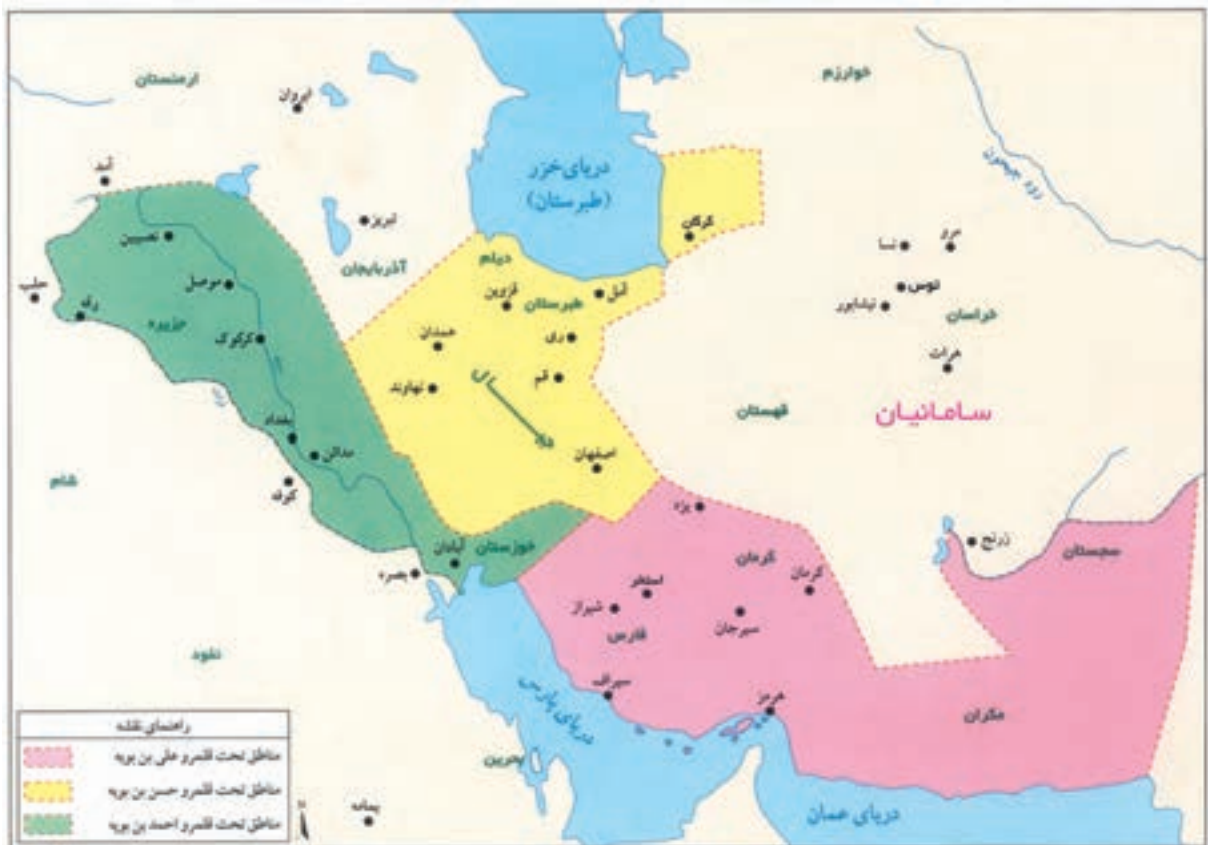 خوارزم
ارمنستان
ایروان
دریای خزر
(طبرستان)
رود جیحون
آمد
گرگان
تبریز
نصیبین
مرو
نسا
دیلم
آذربایجان
موصل
حلب
توس
قزوین
طبرستان
آمل
نیشابور
خراسان
جزیره
کرکوک
همدان
ری
هرات
نهاوند
قم
سامانیان
قهستان
بغداد
مدائن
اصفهان
شام
کوفه
یزد
خوزستان
آبادان
زرنج
سجستان
بصره
کرمان
کرمان
استخر
شیراز
سیرجان
فارس
نفود
سیراف
هرمز
مکران
دریای پارس
بحرین
دریای عمان
یمامه
راهنمای نقشه
مناطق تحت قلمرو علی بن بویه
مناطق تحت قلمرو حسن بن بویه
مناطق تحت قلمرو احمد بن بویه